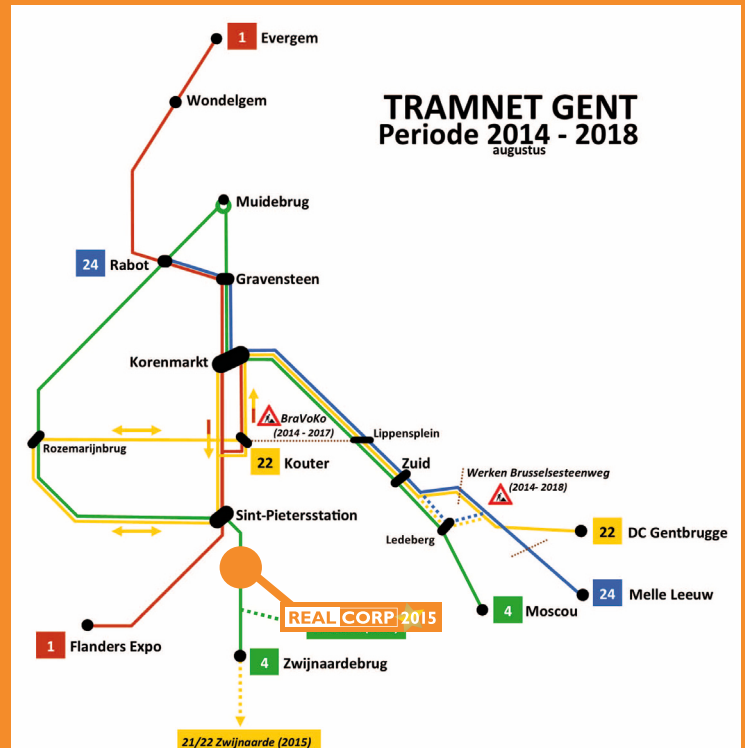 1 Evergem
Wondelgem
TRAMNET GENT
Periode 2014 - 2018
augustus
Muidebrug
24 Rabot
Gravensteen
Korenmarkt
BraVoKo
(2014 - 2017)
Lippensplein
Rozemarijnbrug
22 Kouter
Zuid
Werken Brusselsesteenweg
(2014- 2018)
Sint-Pietersstation
Ledeberg
22 DC Gentbrugge
24 Melle Leeuw
4 Moscou
REAL CORP 2015
1 Flanders Expo
4 Zwijnaardebrug
21/22 Zwijnaarde (2015)